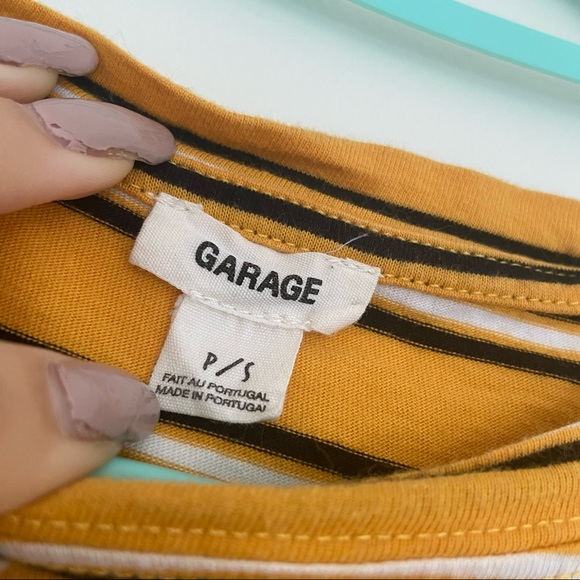 GARAGE
P/S
FAIT AU PORTUGAL
MADE IN PORTUGAL